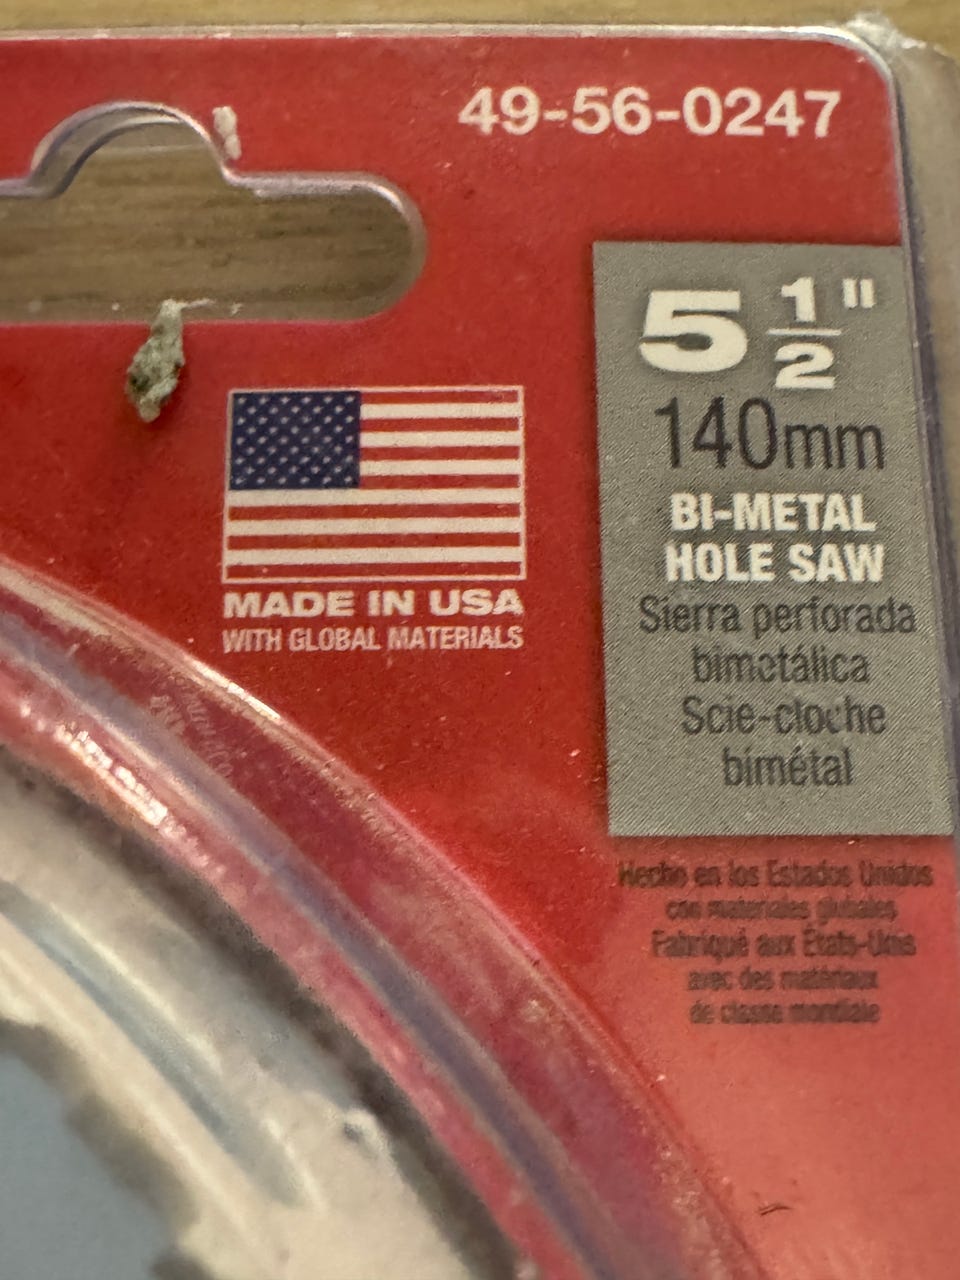 49-56-0247
5 1/2"
140mm
BI-METAL
HOLE SAW
Sierra perforada
bimetálica
Scie-cloche
bimétal
MADE IN USA
WITH GLOBAL MATERIALS
Hecho en los Estados Unidos
con materiales globales
Fabriqué aux États-Unis
avec des matériaux
de classe mondiale